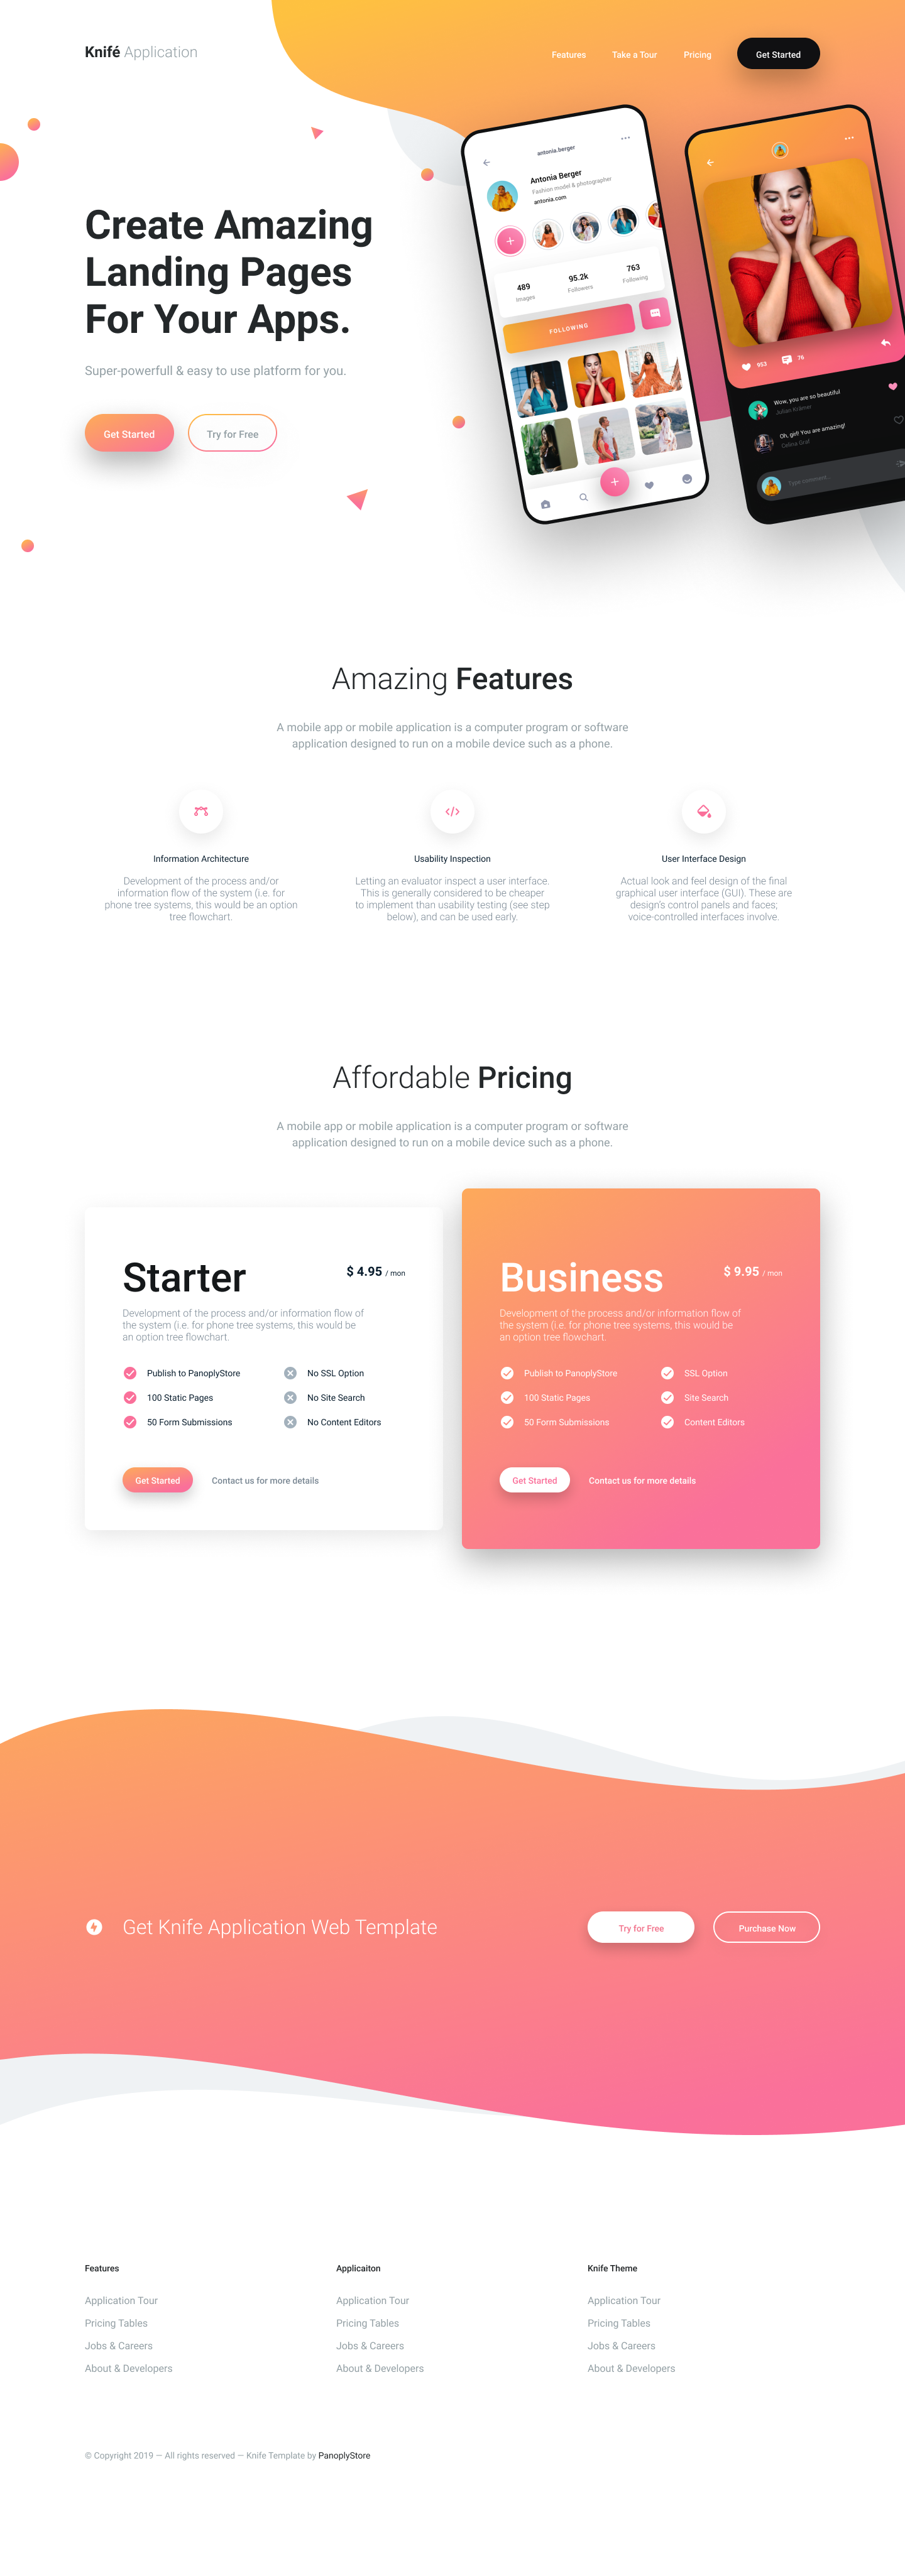 Knifé Application
Features
Take a Tour
Pricing
Get Started
Create Amazing
Landing Pages
For Your Apps.
Super-powerfull & easy to use platform for you.
Get Started
Try for Free
antonia.berger
Antonia Berger
Fashion model & photographer
antonia.com
489
Images
95.2k
Followers
763
Following
FOLLOWING
953
76
Wow, you are so beautiful!
Julian Krämer
Oh, girl! You are amazing!
Celina Graf
Type comment...
Amazing Features
A mobile app or mobile application is a computer program or software
application designed to run on a mobile device such as a phone.
Information Architecture
Development of the process and/or
information flow of the system (i.e. for
phone tree systems, this would be an option
tree flowchart.
Usability Inspection
Letting an evaluator inspect a user interface.
This is generally considered to be cheaper
to implement than usability testing (see step
below), and can be used early.
User Interface Design
Actual look and feel design of the final
graphical user interface (GUI). These are
design's control panels and faces;
voice-controlled interfaces involve.
Affordable Pricing
A mobile app or mobile application is a computer program or software
application designed to run on a mobile device such as a phone.
Starter
$ 4.95 / mon
Development of the process and/or information flow of
the system (i.e. for phone tree systems, this would be
an option tree flowchart.
Publish to PanoplyStore
No SSL Option
100 Static Pages
No Site Search
50 Form Submissions
No Content Editors
Get Started
Contact us for more details
Business
$ 9.95 / mon
Development of the process and/or information flow of
the system (i.e. for phone tree systems, this would be
an option tree flowchart.
Publish to PanoplyStore
SSL Option
100 Static Pages
Site Search
50 Form Submissions
Content Editors
Get Started
Contact us for more details
Get Knife Application Web Template
Try for Free
Purchase Now
Features
Application Tour
Pricing Tables
Jobs & Careers
About & Developers
Applicaiton
Application Tour
Pricing Tables
Jobs & Careers
About & Developers
Knife Theme
Application Tour
Pricing Tables
Jobs & Careers
About & Developers
© Copyright 2019 — All rights reserved — Knife Template by PanoplyStore